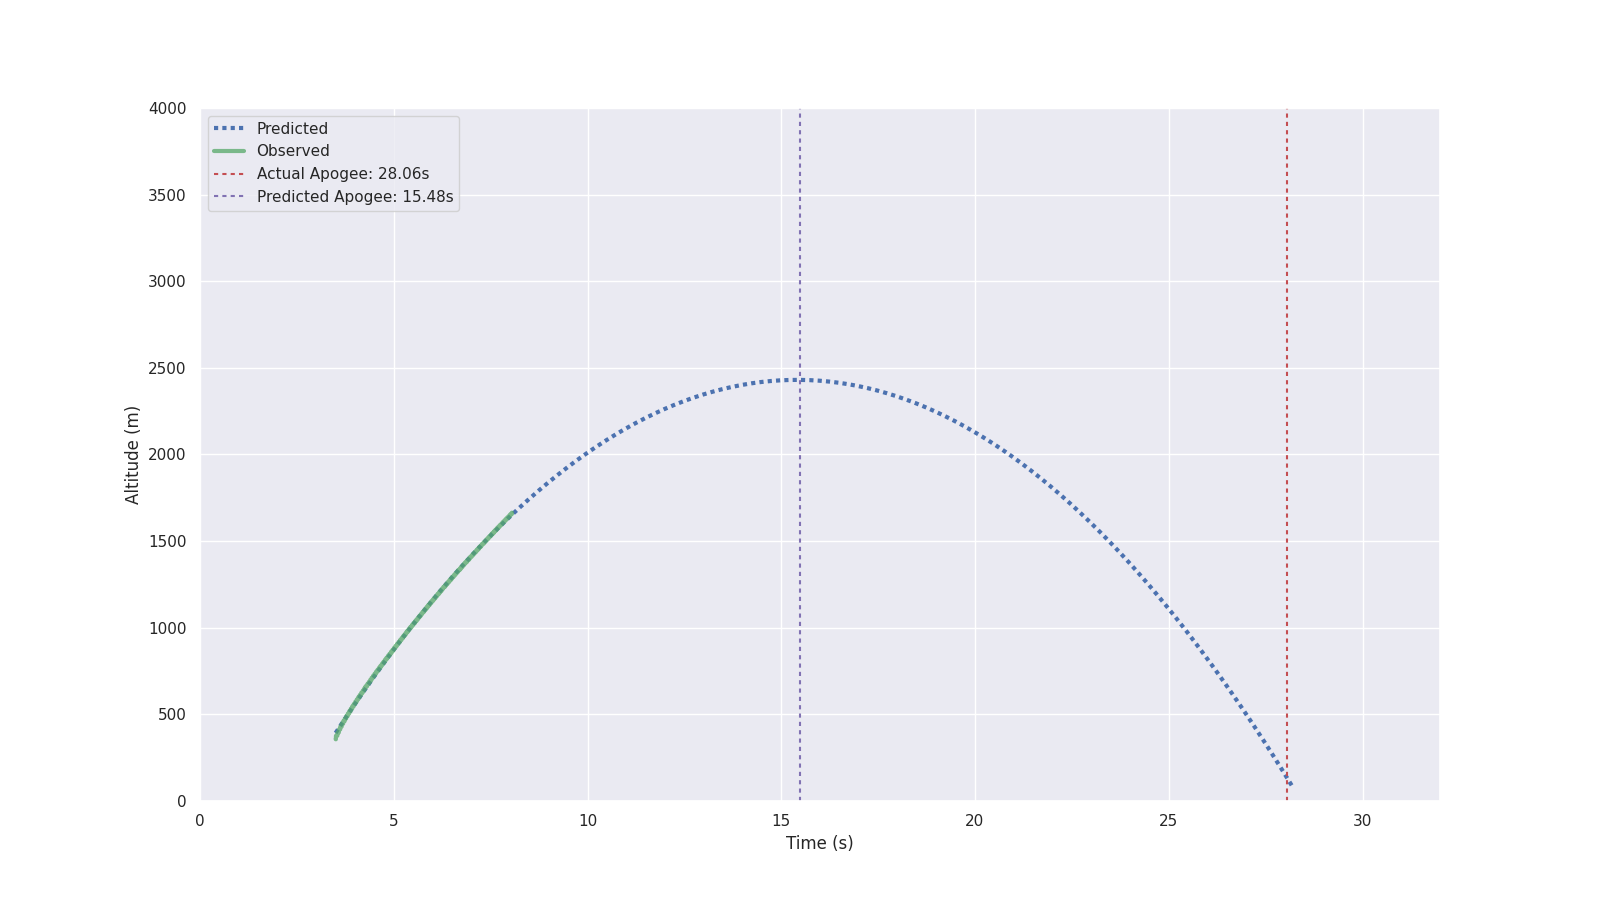 4000
3500
3000
2500
2000
1500
1000
500
0
Altitude (m)
Predicted
Observed
Actual Apogee: 28.06s
Predicted Apogee: 15.48s
0 5 10 15 20 25 30
Time (s)